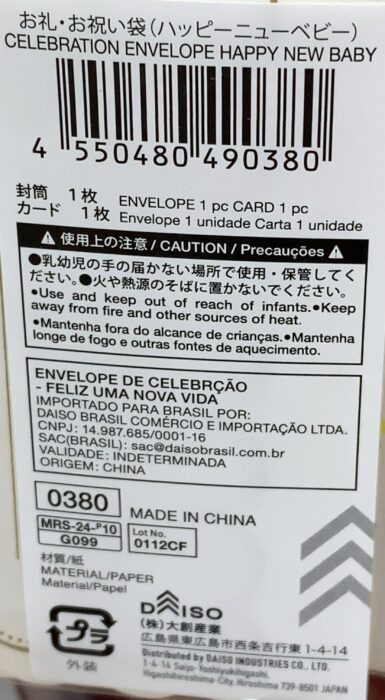 お礼・お祝い袋(ハッピーニューベビー)
CELEBRATION ENVELOPE HAPPY NEW BABY
4 550480 490380
封筒 1枚 ENVELOPE 1 pc CARD 1 pc
カード 1枚 Envelope 1 unidade Carta 1 unidade
使用上の注意 / CAUTION / Precauções
●乳幼児の手の届かない場所で使用・保管してく
ださい。●火や熱源のそばに置かないでください。
•Use and keep out of reach of infants.•Keep
away from fire and other sources of heat.
•Mantenha fora do alcance de crianças.•Mantenha
longe de fogo e outras fontes de aquecimento.
ENVELOPE DE CELEBRÇÃO
- FELIZ UMA NOVA VIDA
IMPORTADO PARA BRASIL POR:
DAISO BRASIL COMÉRCIO E IMPORTAÇÃO LTDA.
CNPJ: 14.987.685/0001-16
SAC(BRASIL): sac@daisobrasil.com.br
VALIDADE: INDETERMINADA
ORIGEM: CHINA
0380 MADE IN CHINA
MRS-24-P10 Lot No.
G099 0112CF
材質/紙
MATERIAL/PAPER
Material/Papel
DAISO
(株)大創産業
広島県東広島市西条吉行東1-4-14
Distributed by DAISO INDUSTRIES CO., LTD.
1-4-14 Saijo-Yoshiyukihigashi,
Higashihiroshima-City, Hiroshima 739-8501 JAPAN
プラ
外装